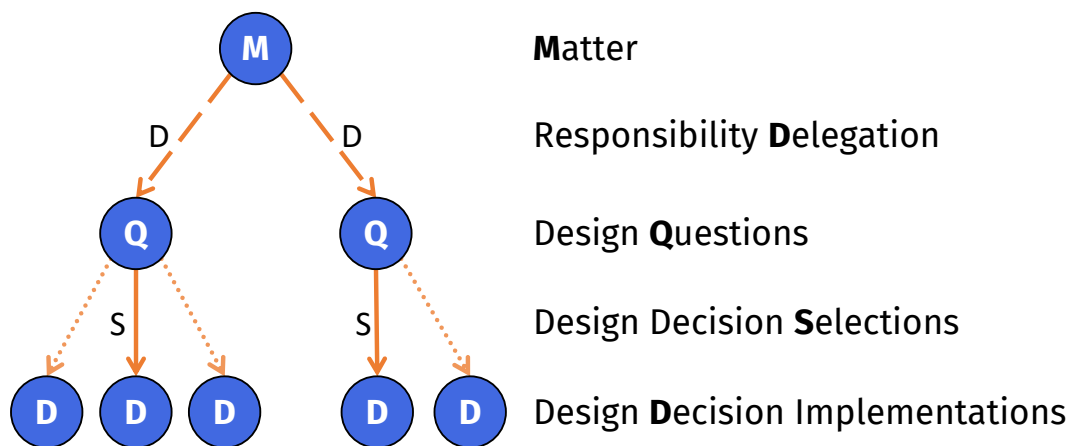 M Matter
D D Responsibility Delegation
Q Q Design Questions
S S Design Decision Selections
D D D D D Design Decision Implementations